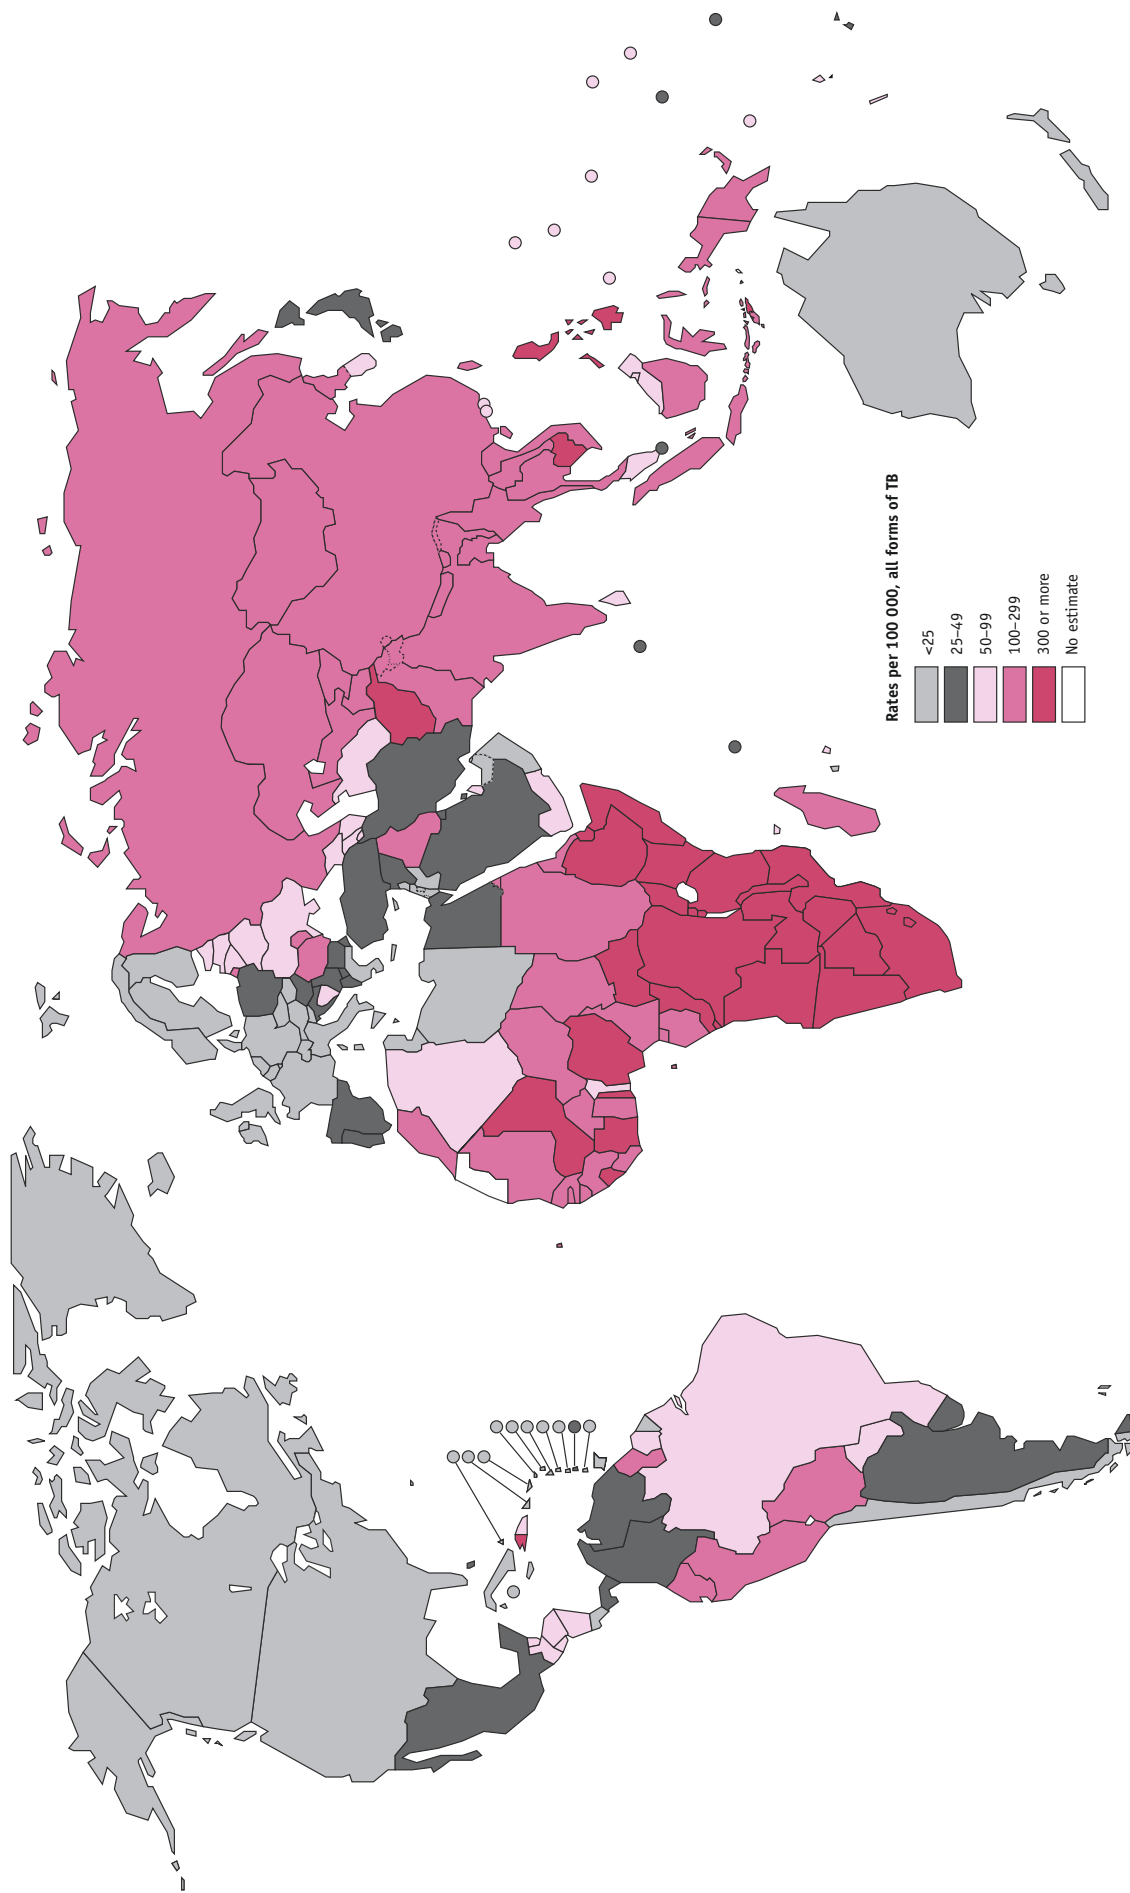 Rates per 100 000, all forms of TB
<25
25–49
50–99
100–299
300 or more
No estimate